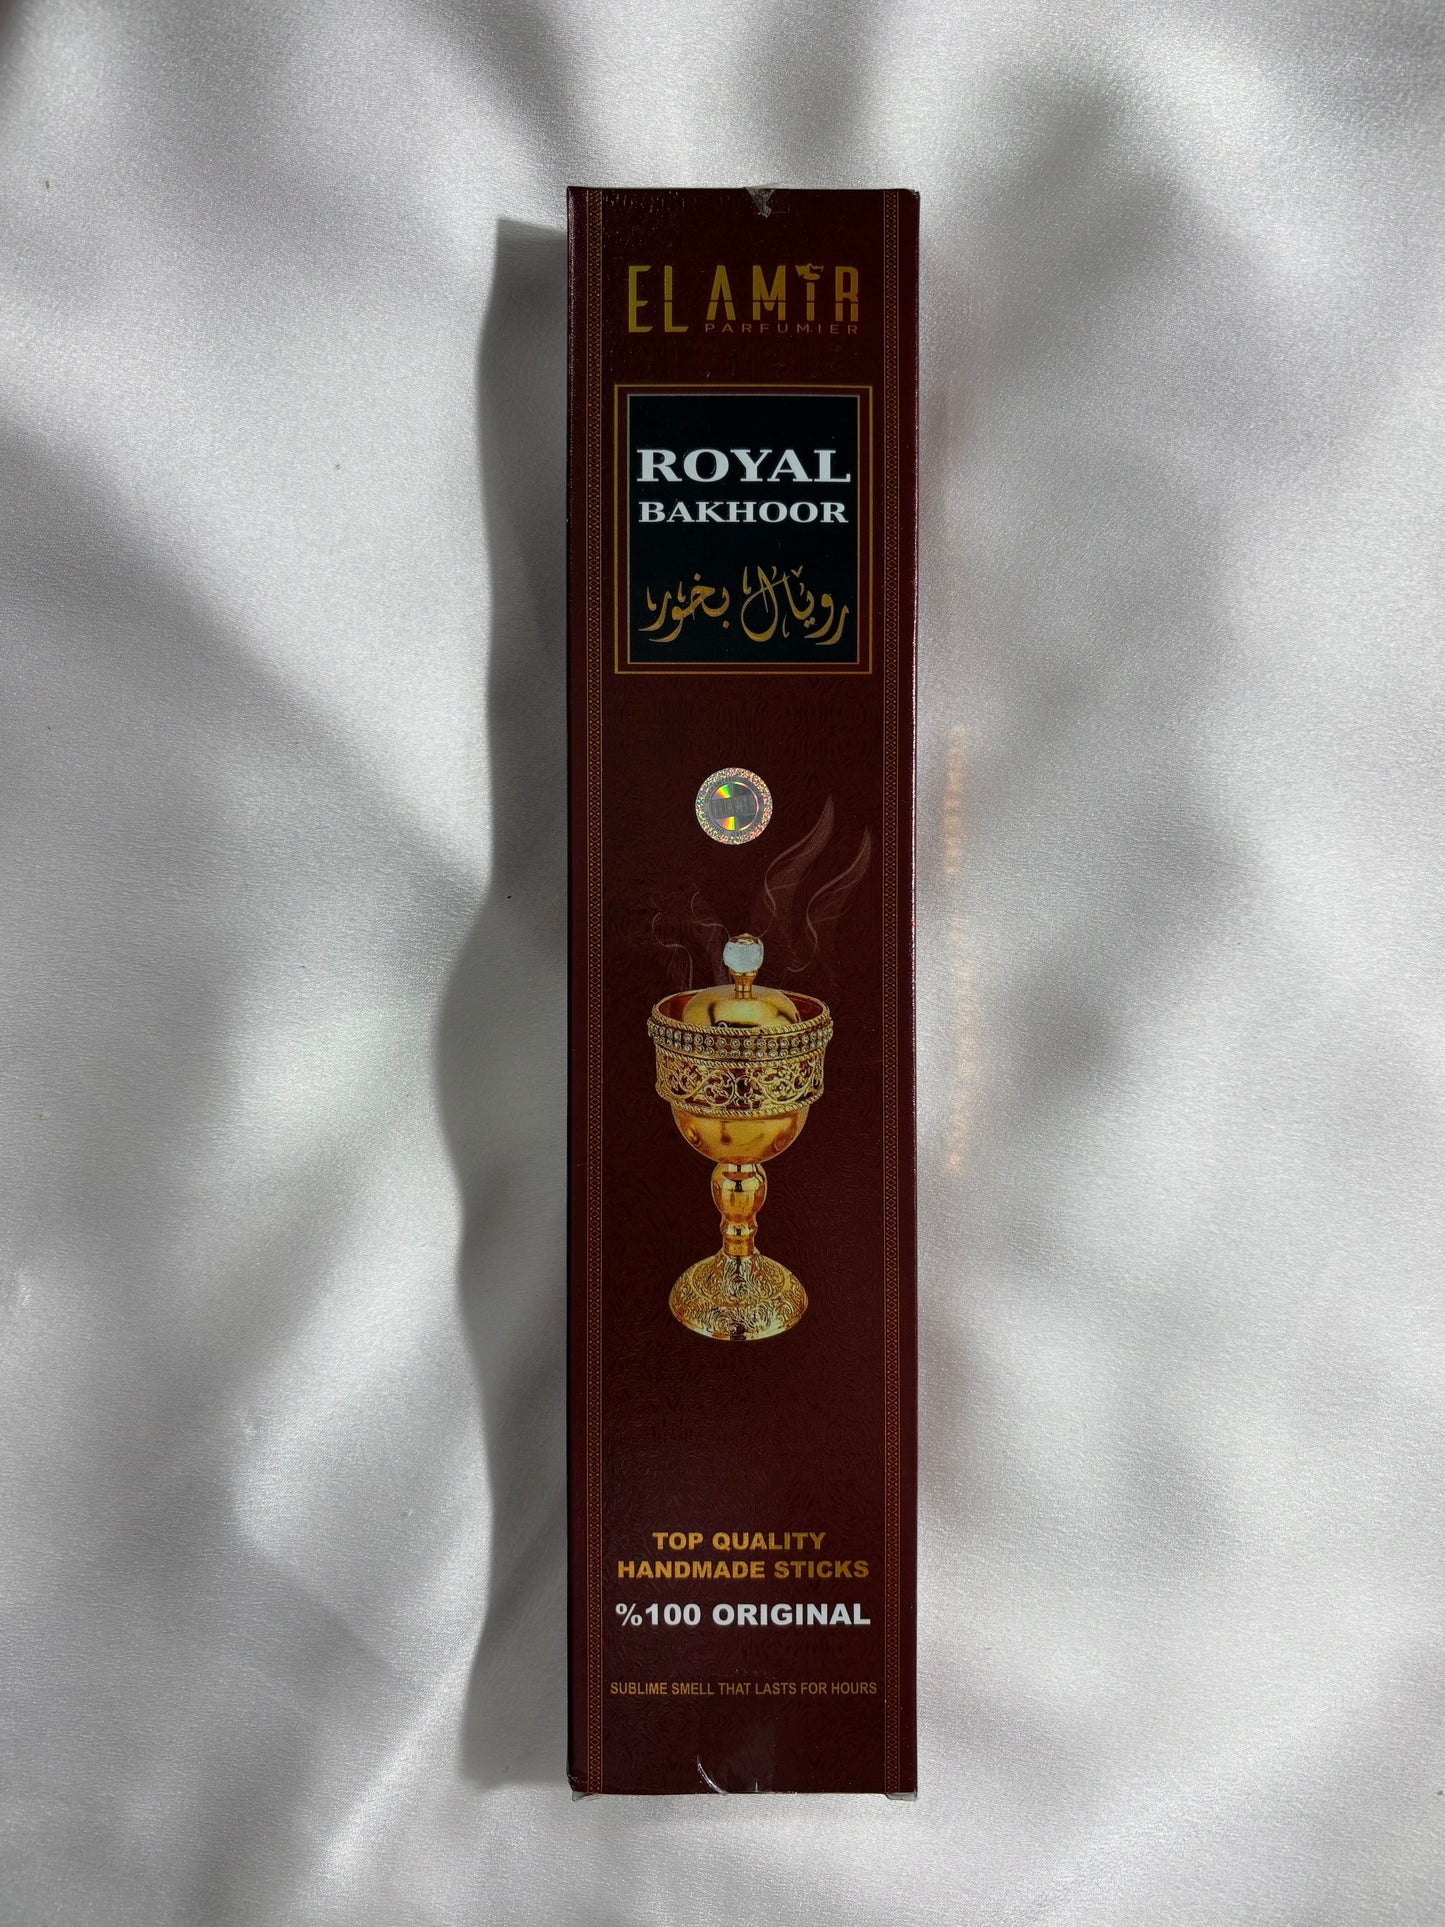 EL AMIR
PARFUMIER
ROYAL
BAKHOOR
رويال بخور
TOP QUALITY
HANDMADE STICKS
%100 ORIGINAL
SUBLIME SMELL THAT LASTS FOR HOURS